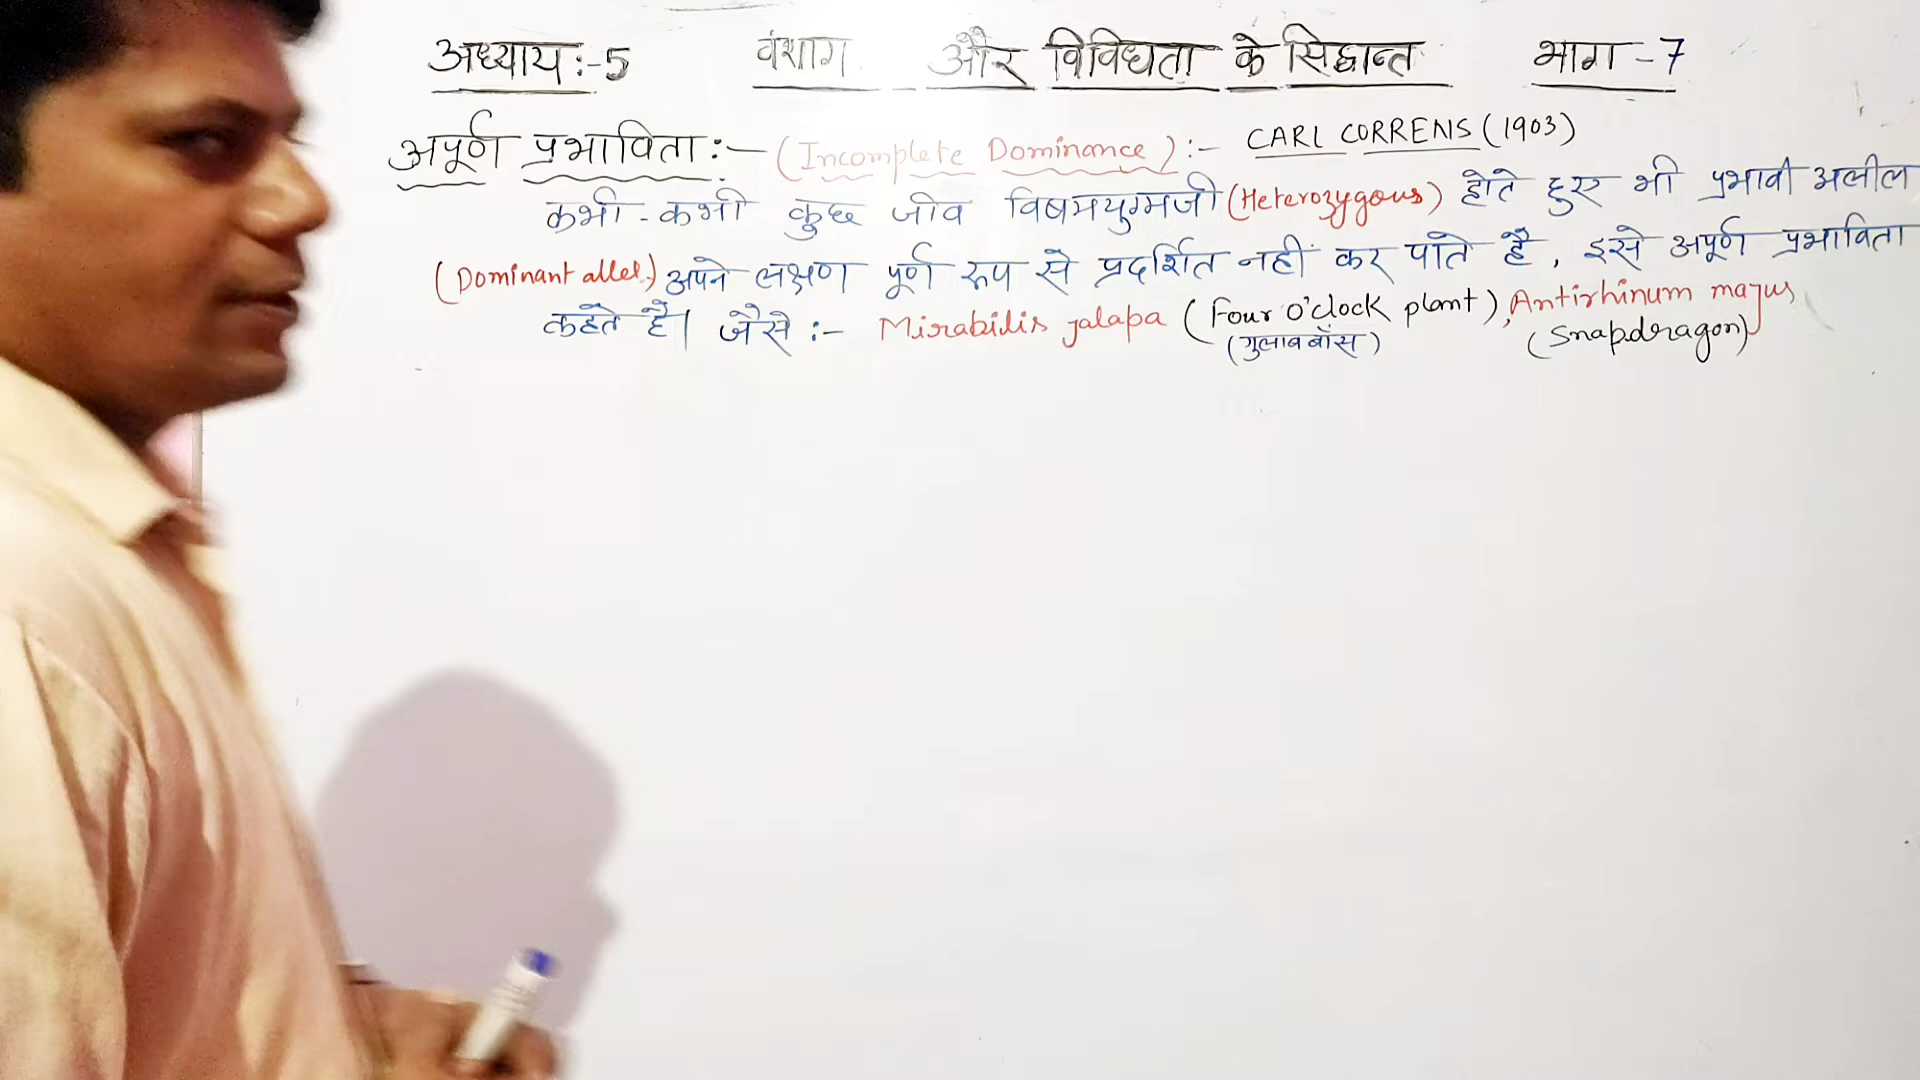 अध्याय:-5 वंशाग और विविधता के सिद्धान्त भाग-7
अपूर्ण प्रभाविता:- (Incomplete Dominance):- CARL CORRENS (1903)
कभी-कभी कुछ जीव विषमयुग्मजी (Heterozygous) होते हुए भी प्रभावी अलील
(Dominant allel.) अपने लक्षण पूर्ण रूप से प्रदर्शित नहीं कर पाते है, इसे अपूर्ण प्रभाविता
कहते है। जैसे:- Mirabilis jalapa (Four O'clock plant), Antirhinum majus
(गुलाबबाँस) (Snapdragon)